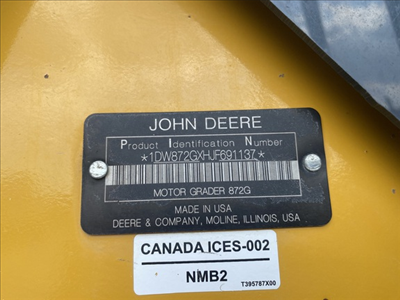 JOHN DEERE
Product Identification Number
*1DW872GXHJF691137*
MOTOR GRADER 872G
MADE IN USA
DEERE & COMPANY, MOLINE, ILLINOIS, USA
CANADA ICES-002
NMB2
T395787X00